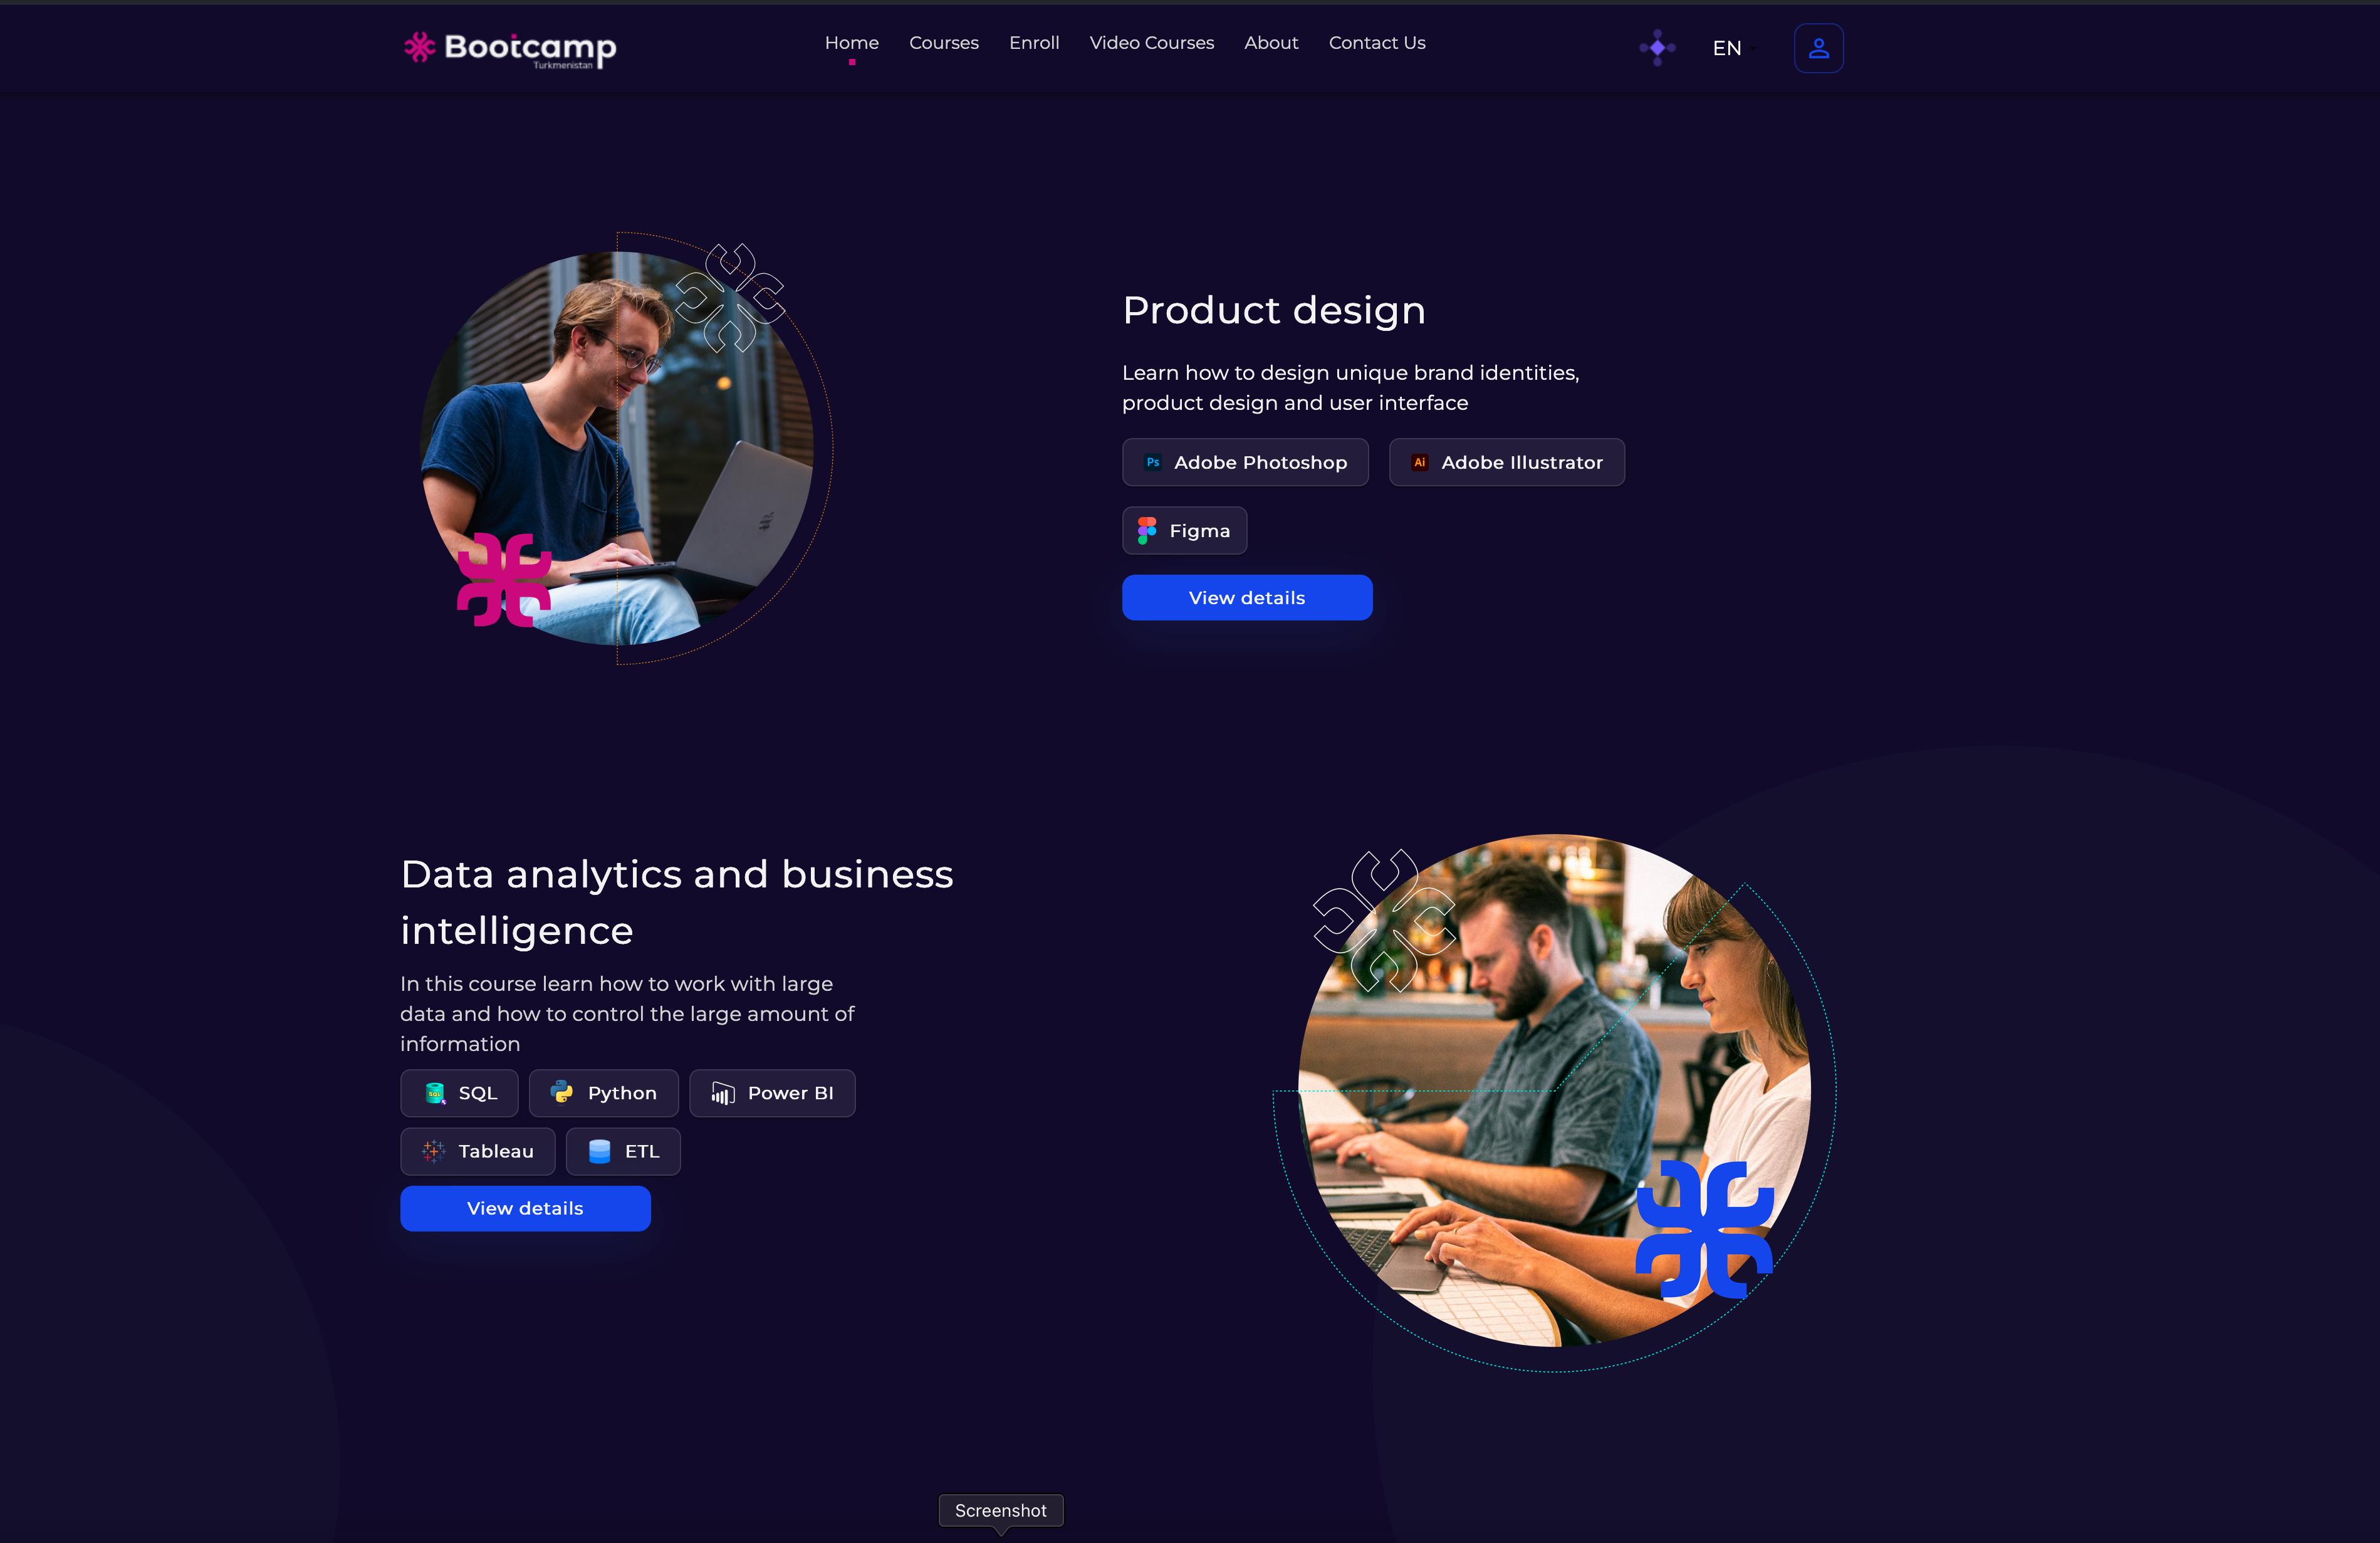 Bootcamp
Turkmenistan
Home Courses Enroll Video Courses About Contact Us
EN
Product design
Learn how to design unique brand identities,
product design and user interface
Ps Adobe Photoshop Ai Adobe Illustrator
Figma
View details
Data analytics and business
intelligence
In this course learn how to work with large
data and how to control the large amount of
information
SQL SQL Python Power BI
Tableau ETL
View details
Screenshot